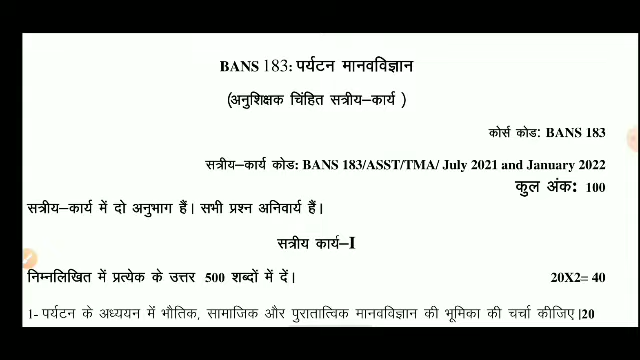 BANS 183: पर्यटन मानवविज्ञान
(अनुशिक्षक चिंहित सत्रीय–कार्य )
कोर्स कोड: BANS 183
सत्रीय–कार्य कोड: BANS 183/ASST/TMA/ July 2021 and January 2022
कुल अंक: 100
सत्रीय–कार्य में दो अनुभाग हैं। सभी प्रश्न अनिवार्य हैं।
सत्रीय कार्य–I
निम्नलिखित में प्रत्येक के उत्तर 500 शब्दों में दें। 20X2= 40
1- पर्यटन के अध्ययन में भौतिक, सामाजिक और पुरातात्विक मानवविज्ञान की भूमिका की चर्चा कीजिए |20